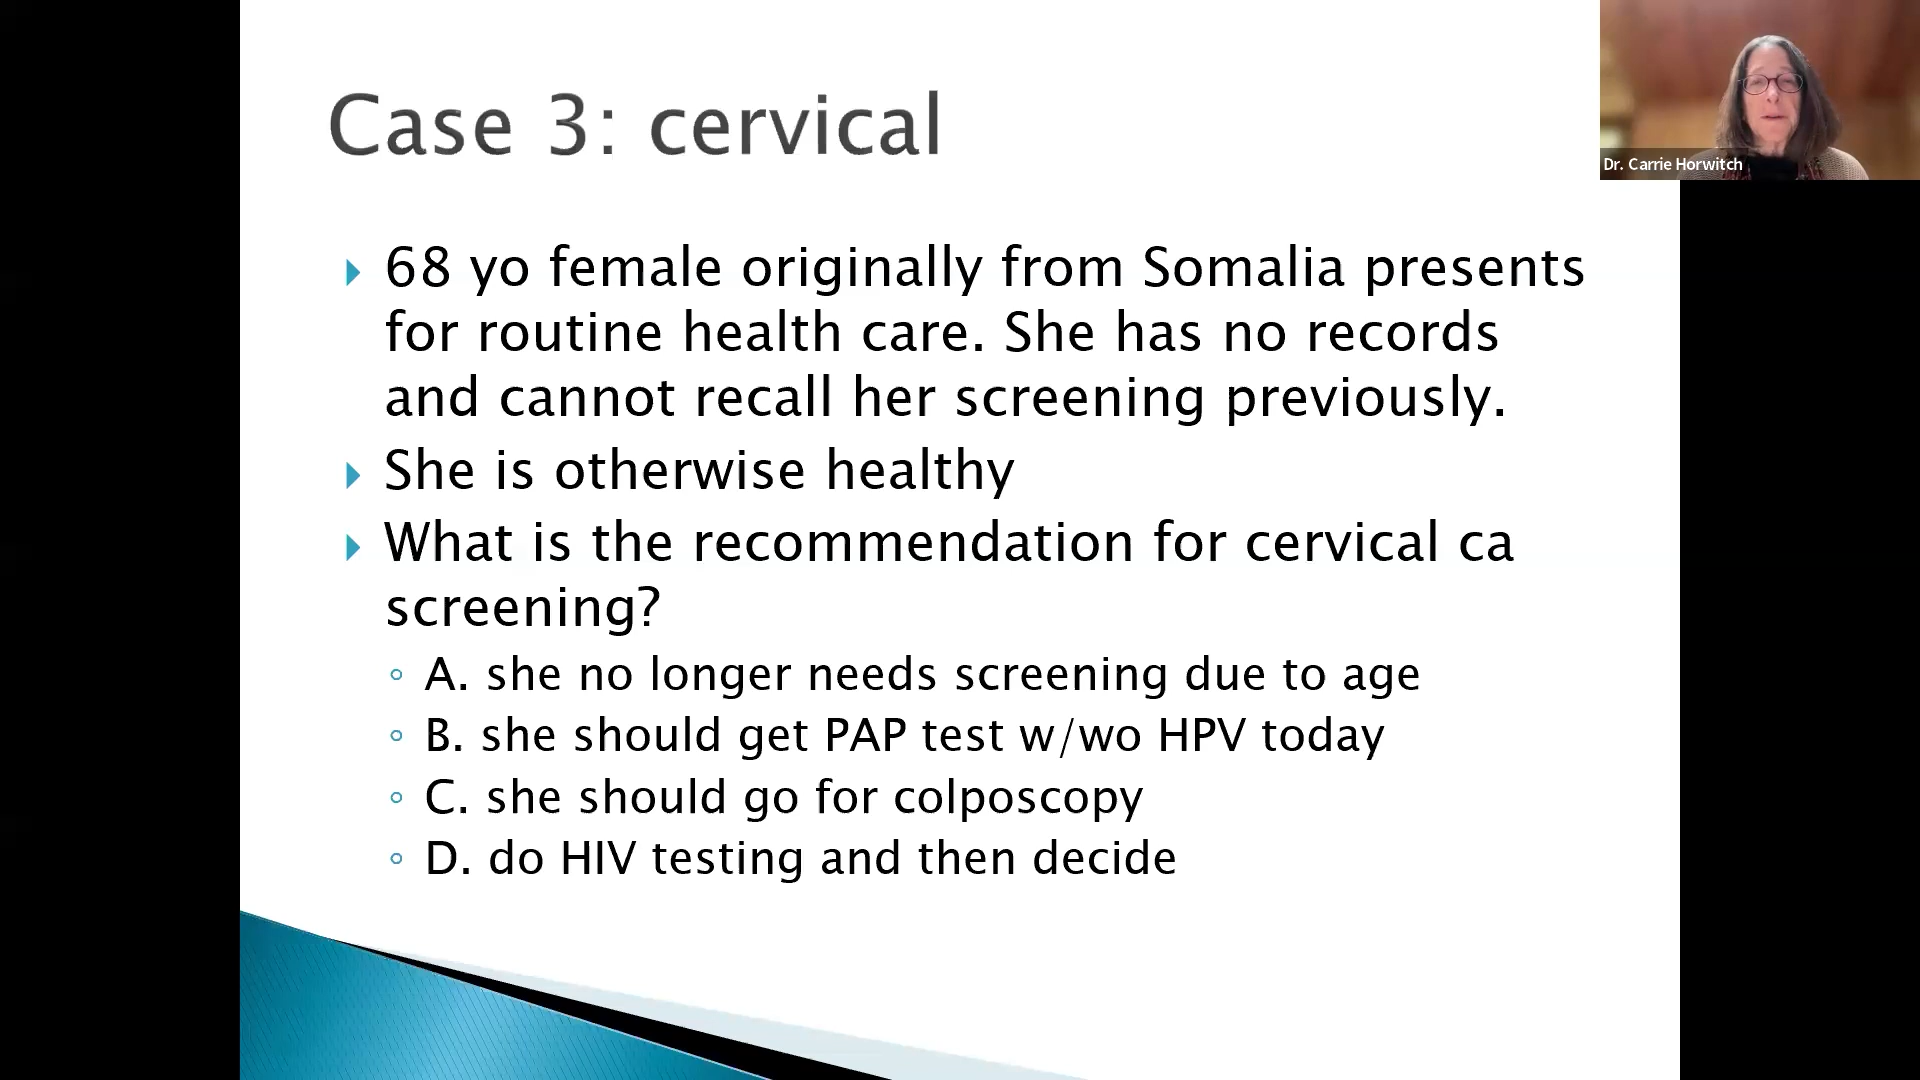 Case 3: cervical
Dr. Carrie Horwitch
68 yo female originally from Somalia presents
for routine health care. She has no records
and cannot recall her screening previously.
She is otherwise healthy
What is the recommendation for cervical ca
screening?
A. she no longer needs screening due to age
B. she should get PAP test w/wo HPV today
C. she should go for colposcopy
D. do HIV testing and then decide